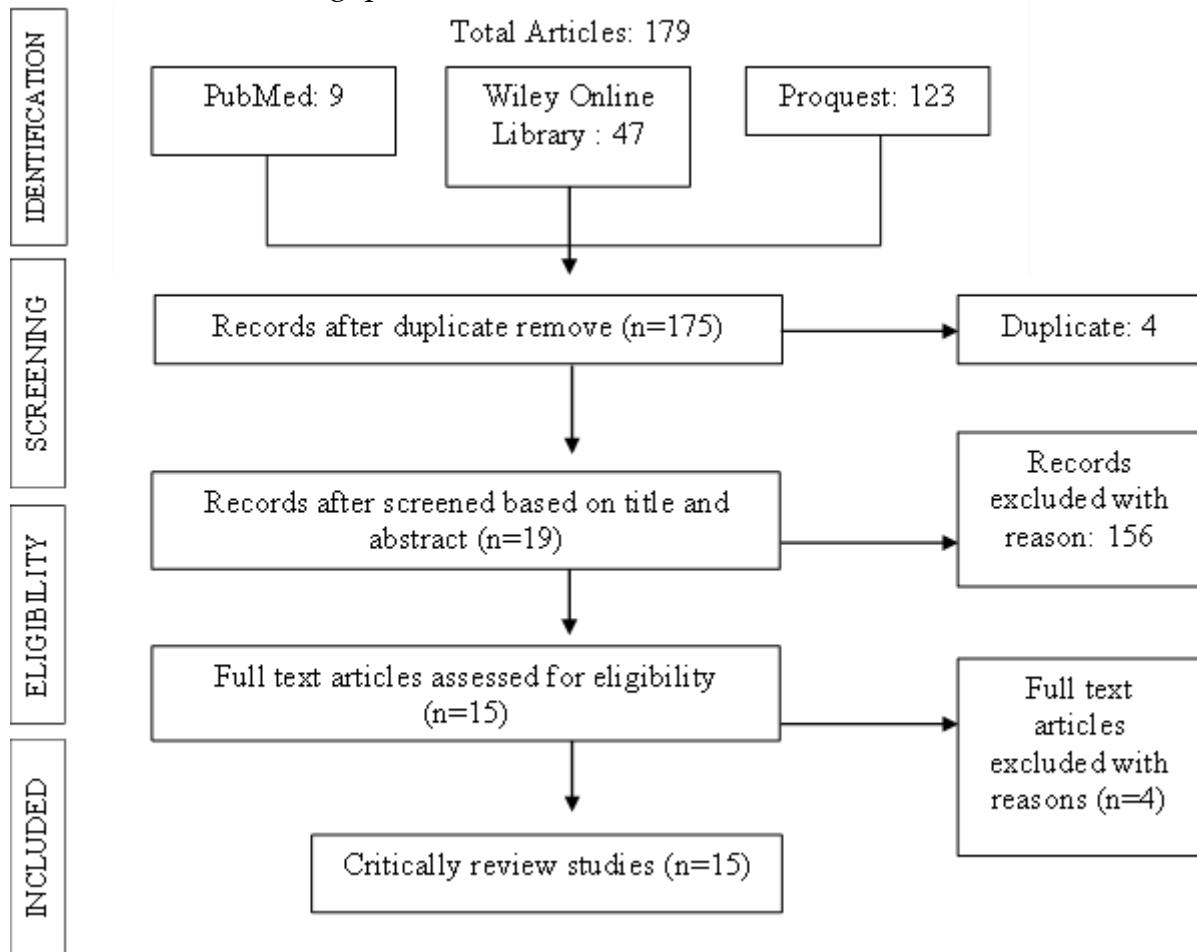 Total Articles: 179
IDENTIFICATION
PubMed: 9
Wiley Online
Library : 47
Proquest: 123
SCREENING
Records after duplicate remove (n=175)
Duplicate: 4
Records after screened based on title and
abstract (n=19)
Records
excluded with
reason: 156
ELIGIBILITY
Full text articles assessed for eligibility
(n=15)
Full text
articles
excluded with
reasons (n=4)
INCLUDED
Critically review studies (n=15)